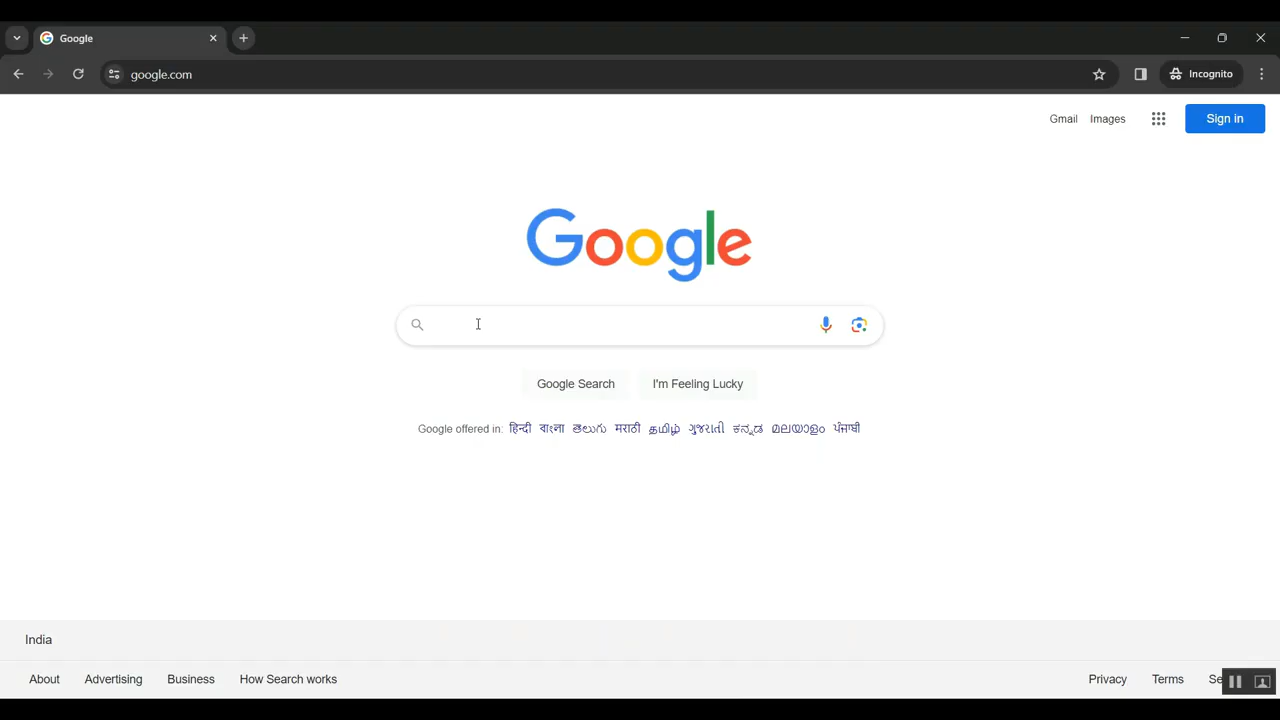 Google
google.com
Incognito
Gmail Images Sign in
Google
Google Search I'm Feeling Lucky
Google offered in: हिन्दी বাংলা తెలుగు मराठी தமிழ் ગુજરાતી ಕನ್ನಡ മലയാളം ਪੰਜਾਬੀ
India
About Advertising Business How Search works Privacy Terms